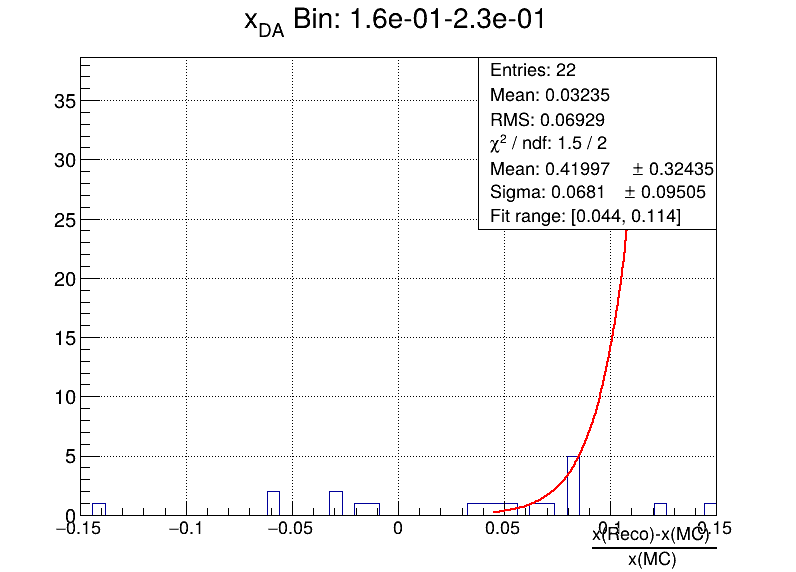 x_DA Bin: 1.6e-01-2.3e-01
Entries: 22
Mean: 0.03235
RMS: 0.06929
χ² / ndf: 1.5 / 2
Mean: 0.41997 ± 0.32435
Sigma: 0.0681 ± 0.09505
Fit range: [0.044, 0.114]
35
30
25
20
15
10
5
0
−0.15 −0.1 −0.05 0 0.05 0.1 0.15
x(Reco)-x(MC)
x(MC)